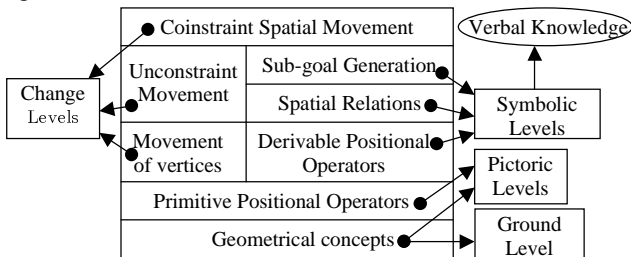 Coinstraint Spatial Movement
Verbal Knowledge
Unconstraint
Movement
Sub-goal Generation
Change
Levels
Spatial Relations
Symbolic
Levels
Movement
of vertices
Derivable Positional
Operators
Pictoric
Levels
Primitive Positional Operators
Geometrical concepts
Ground
Level